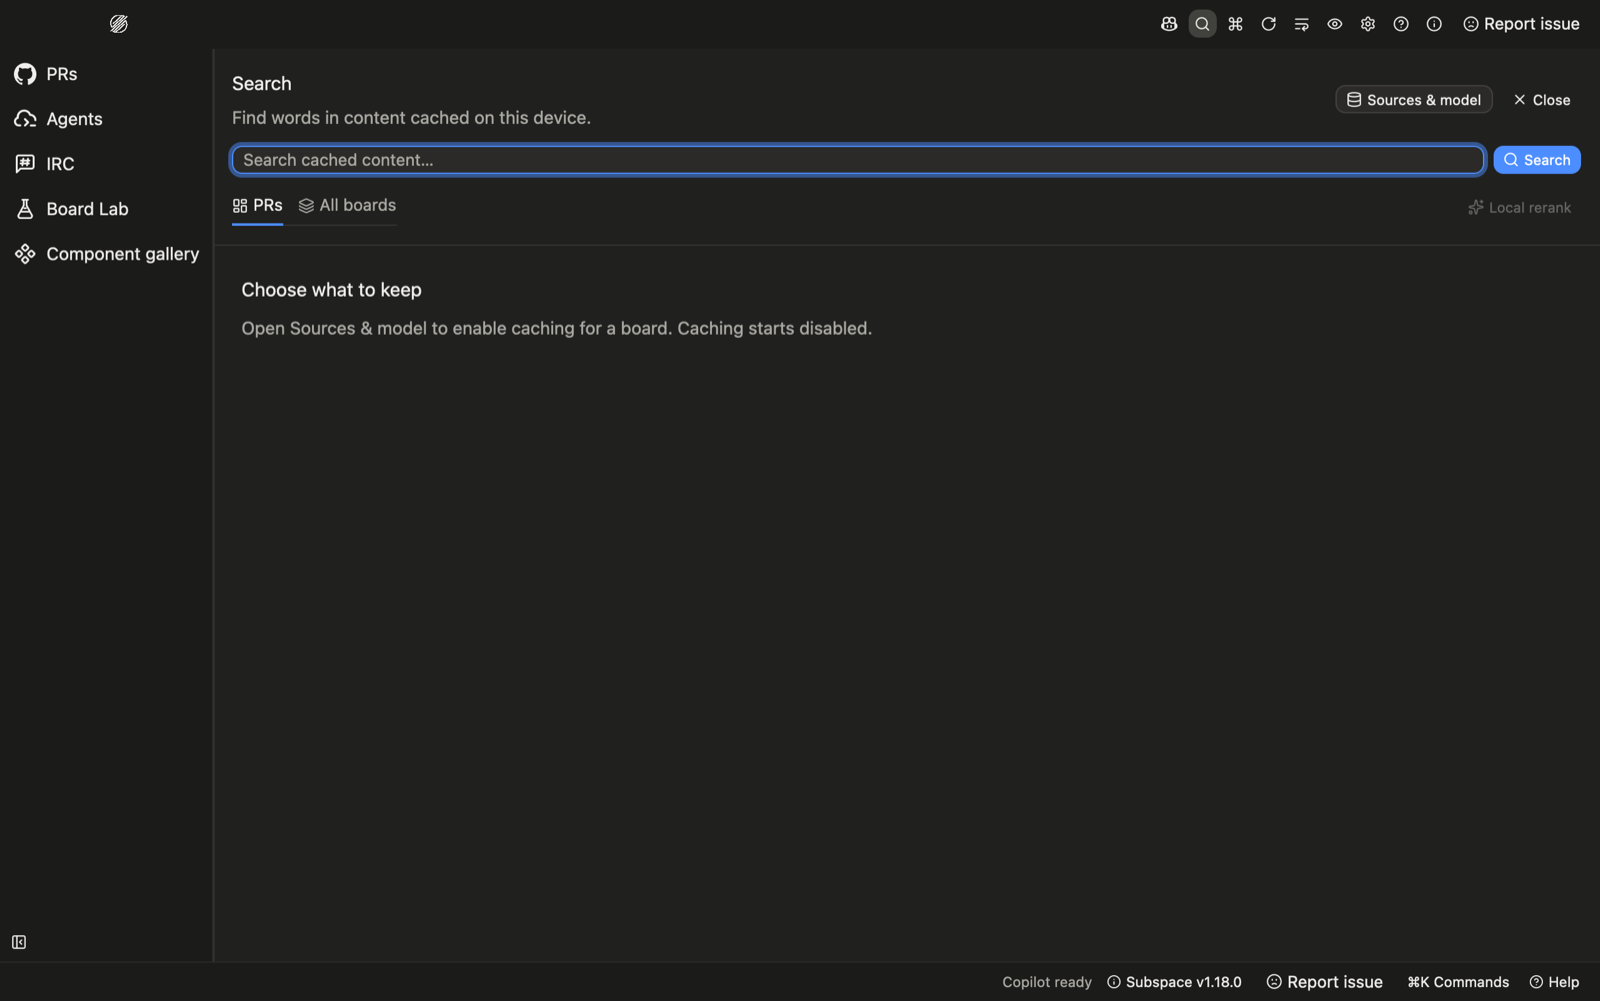 Report issue
PRs
Agents
IRC
Board Lab
Component gallery
Search
Find words in content cached on this device.
Sources & model
Close
Search cached content...
Search
PRs
All boards
Local rerank
Choose what to keep
Open Sources & model to enable caching for a board. Caching starts disabled.
Copilot ready
Subspace v1.18.0
Report issue
⌘K Commands
Help